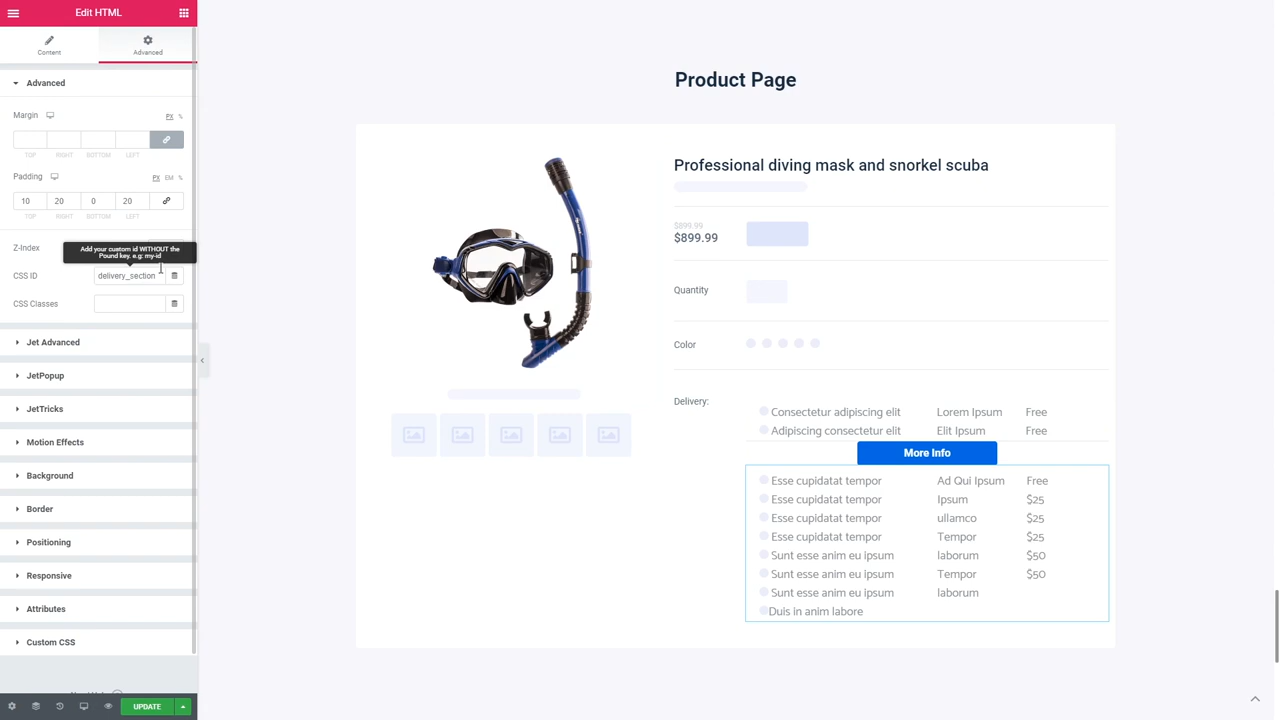 Edit HTML
Content
Advanced
Advanced
Margin
PX %
TOP RIGHT BOTTOM LEFT
Padding
PX EM %
10 20 0 20
TOP RIGHT BOTTOM LEFT
Z-Index
Add your custom id WITHOUT the
Pound key. e.g: my-id
CSS ID
delivery_section
CSS Classes
Jet Advanced
JetPopup
JetTricks
Motion Effects
Background
Border
Positioning
Responsive
Attributes
Custom CSS
UPDATE
Product Page
Professional diving mask and snorkel scuba
$899.99
$899.99
Quantity
Color
Delivery:
Consectetur adipiscing elit Lorem Ipsum Free
Adipiscing consectetur elit Elit Ipsum Free
More Info
Esse cupidatat tempor Ad Qui Ipsum Free
Esse cupidatat tempor Ipsum $25
Esse cupidatat tempor ullamco $25
Esse cupidatat tempor Tempor $25
Sunt esse anim eu ipsum laborum $50
Sunt esse anim eu ipsum Tempor $50
Sunt esse anim eu ipsum laborum
Duis in anim labore